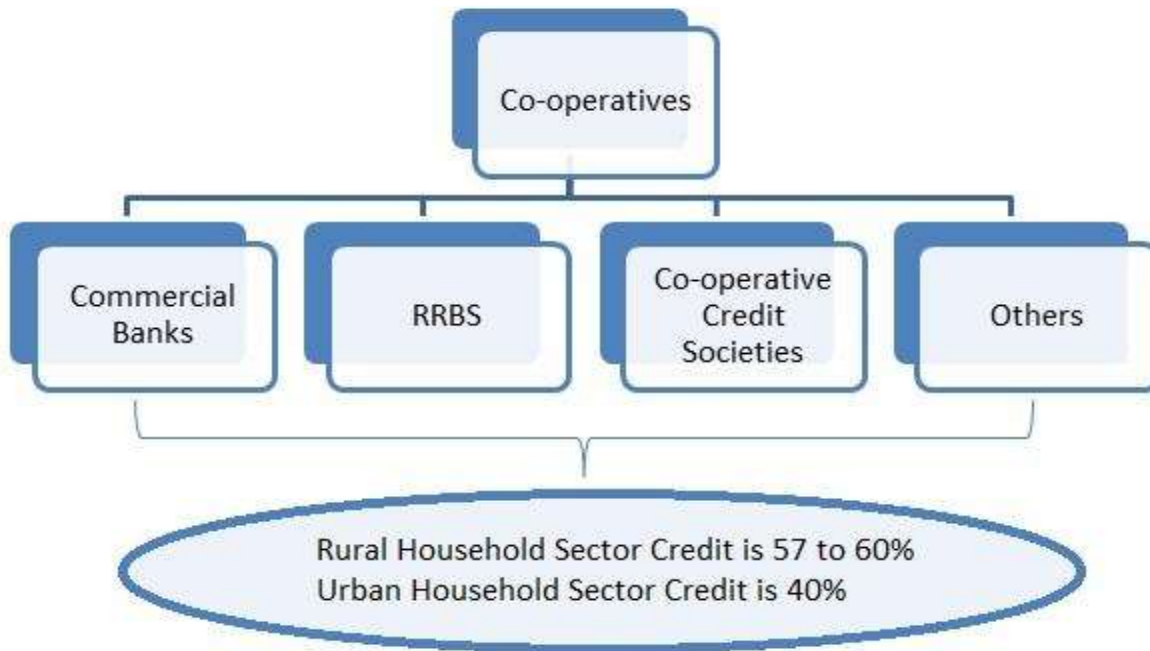 Co-operatives
Commercial
Banks
RRBS
Co-operative
Credit
Societies
Others
Rural Household Sector Credit is 57 to 60%
Urban Household Sector Credit is 40%